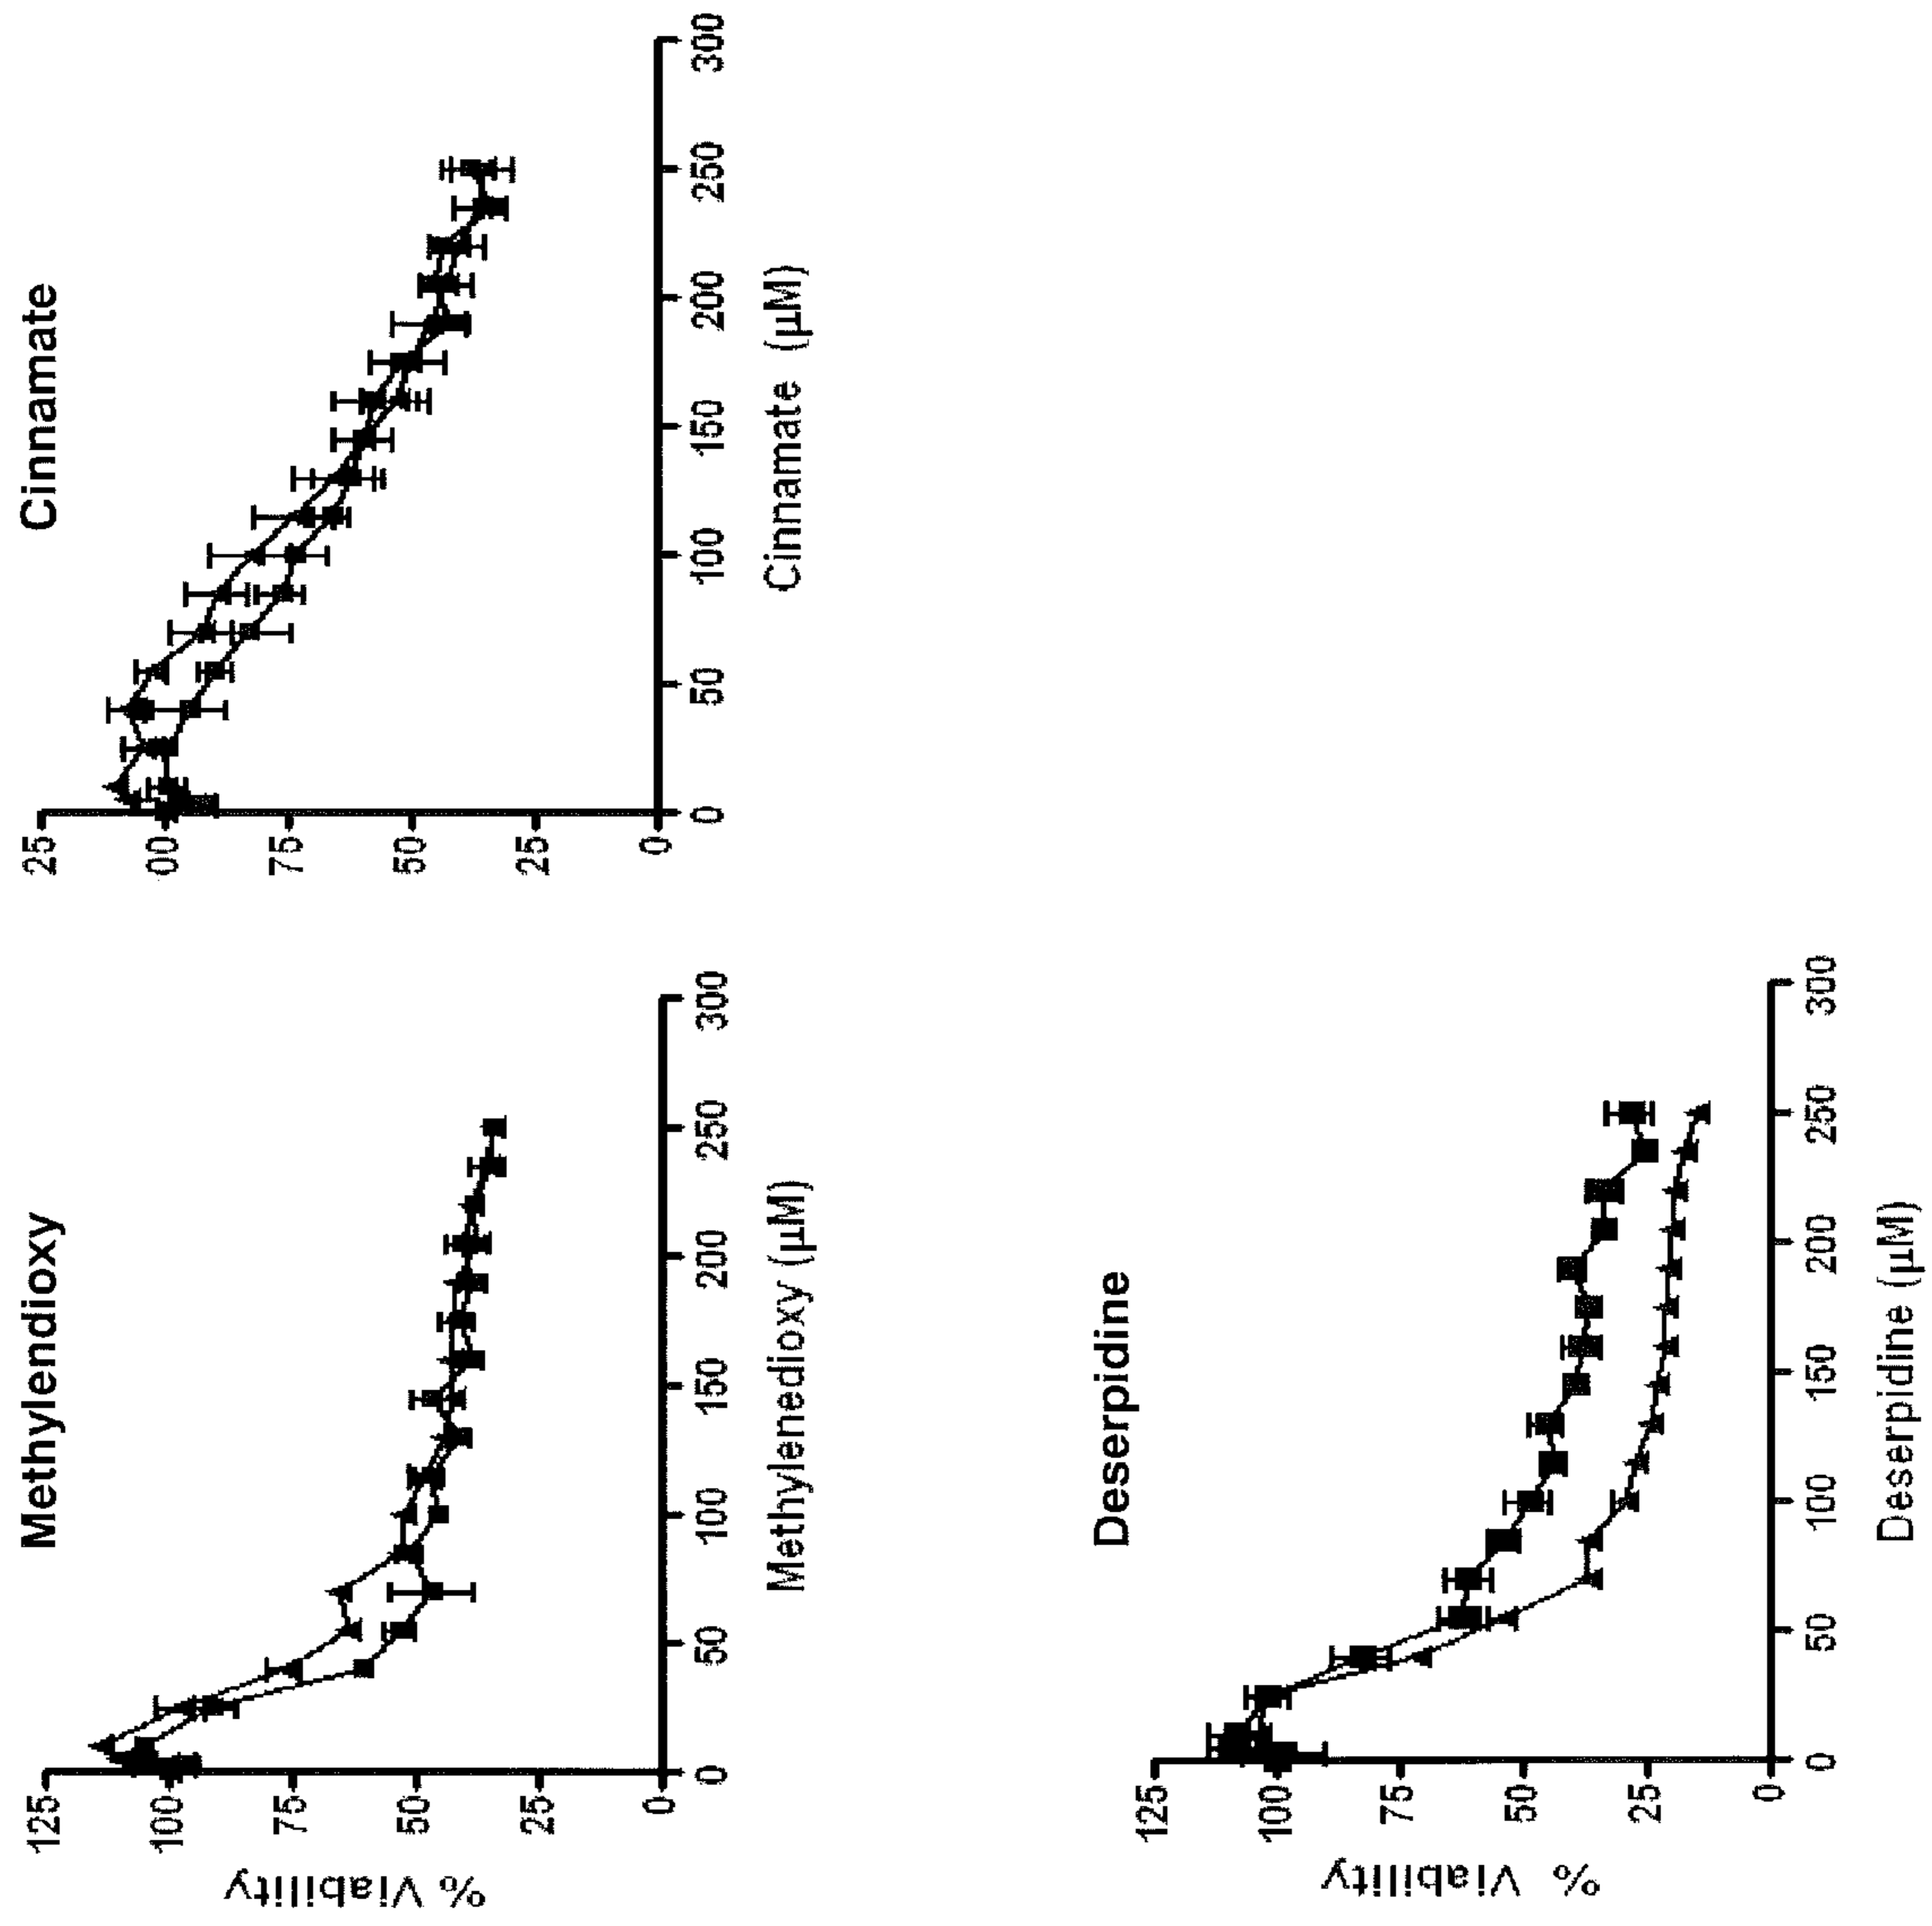 Methylendioxy
% Viability
125
100
75
50
25
0
0 50 100 150 200 250 300
Methylenedioxy (µM)
Cinnamate
25
00
75
50
25
0
0 50 100 150 200 250 300
Cinnamate (µM)
Deserpidine
% Viability
125
100
75
50
25
0
0 50 100 150 200 250 300
Deserpidine (µM)